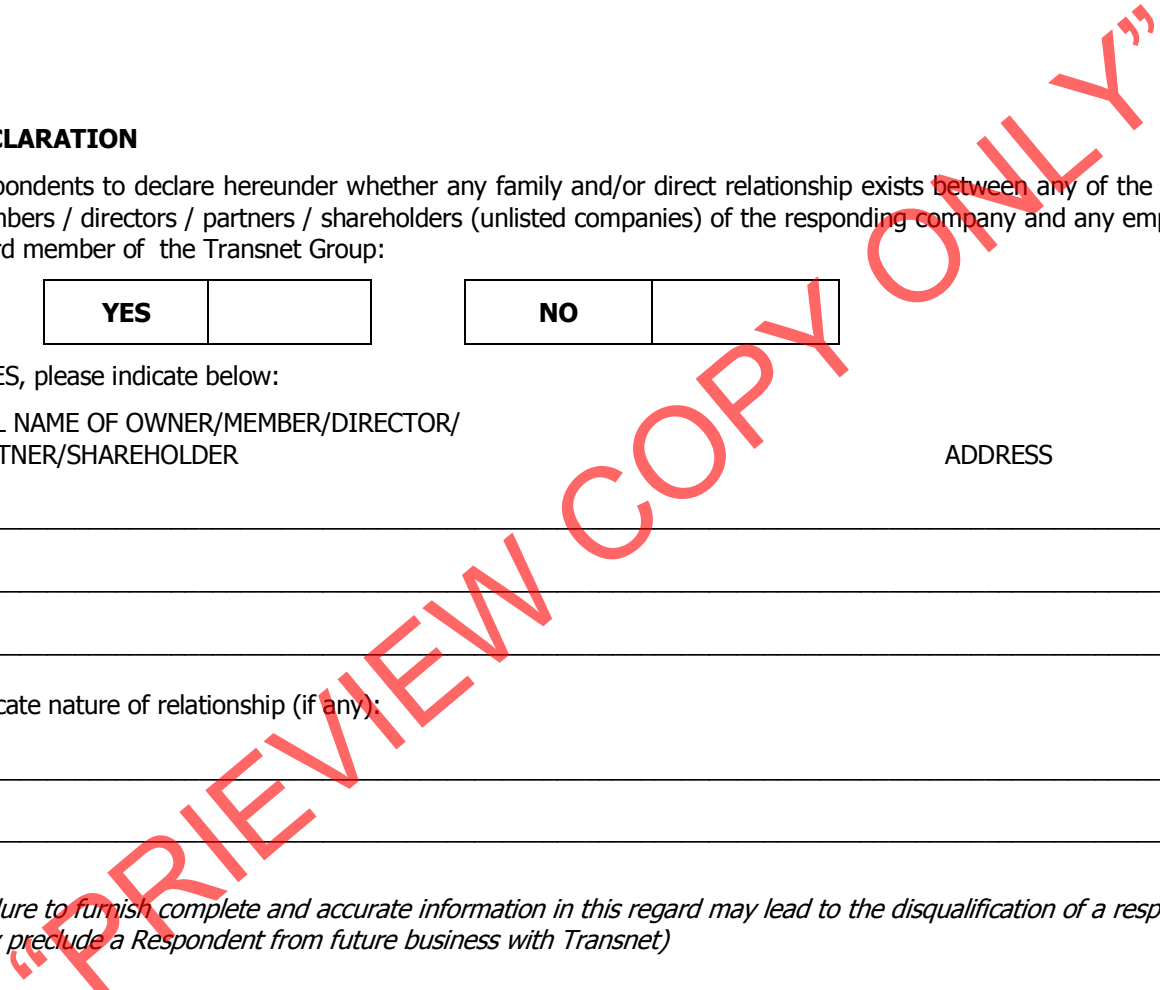 CLARATION
pondents to declare hereunder whether any family and/or direct relationship exists between any of the
nbers / directors / partners / shareholders (unlisted companies) of the responding company and any emp
rd member of the Transnet Group:
YES NO
ES, please indicate below:
L NAME OF OWNER/MEMBER/DIRECTOR/
TNER/SHAREHOLDER ADDRESS
cate nature of relationship (if any):
lure to furnish complete and accurate information in this regard may lead to the disqualification of a resp
y preclude a Respondent from future business with Transnet)
“PRIEVIEW COPY ONLY”